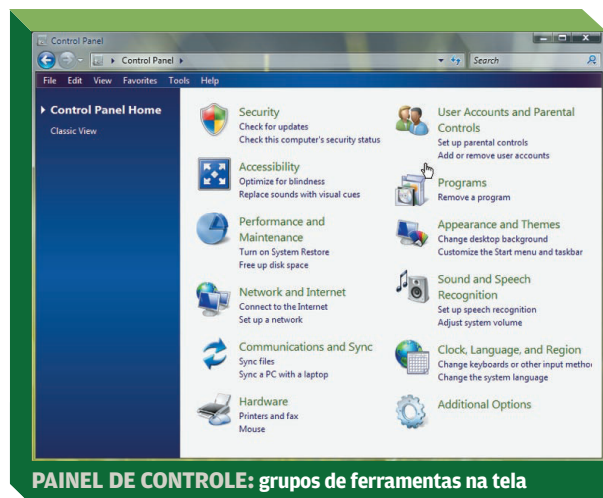 Control Panel
Control Panel
Search
File Edit View Favorites Tools Help
Control Panel Home
Classic View
Security
Check for updates
Check this computer's security status
Accessibility
Optimize for blindness
Replace sounds with visual cues
Performance and
Maintenance
Turn on System Restore
Free up disk space
Network and Internet
Connect to the Internet
Set up a network
Communications and Sync
Sync files
Sync a PC with a laptop
Hardware
Printers and fax
Mouse
User Accounts and Parental
Controls
Set up parental controls
Add or remove user accounts
Programs
Remove a program
Appearance and Themes
Change desktop background
Customize the Start menu and taskbar
Sound and Speech
Recognition
Set up speech recognition
Adjust system volume
Clock, Language, and Region
Change keyboards or other input metho
Change the system language
Additional Options
PAINEL DE CONTROLE: grupos de ferramentas na tela